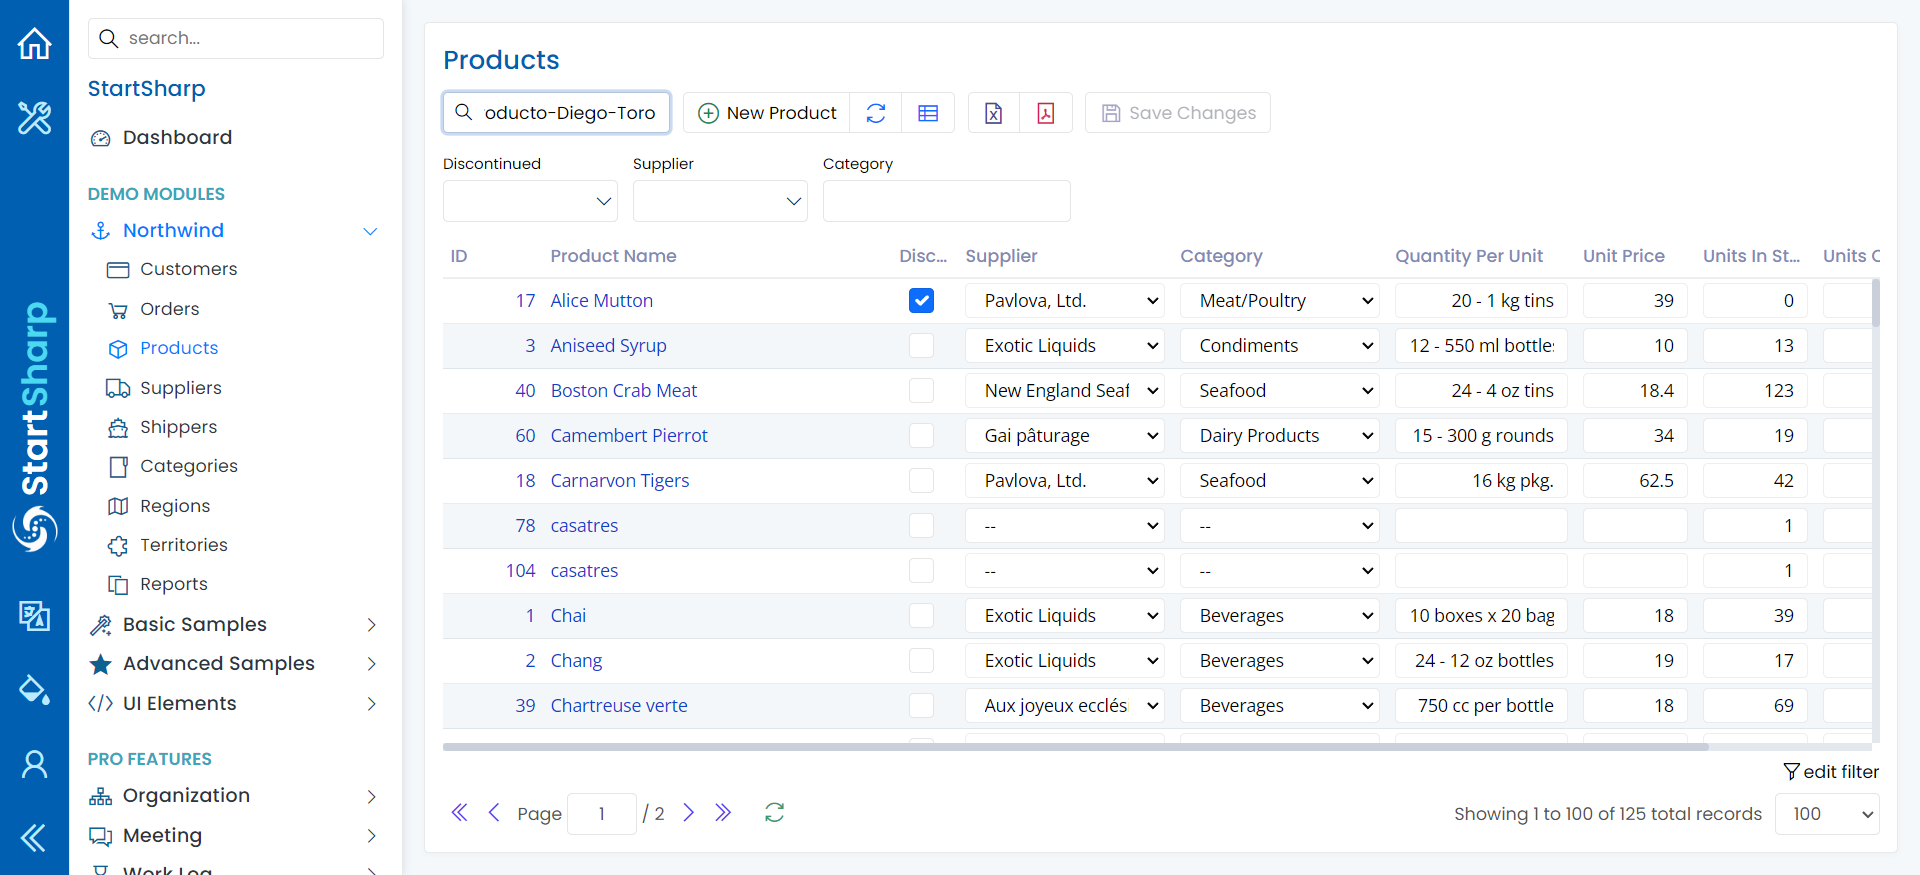 search...
StartSharp
Dashboard
DEMO MODULES
Northwind
Customers
Orders
Products
Suppliers
Shippers
Categories
Regions
Territories
Reports
Basic Samples
Advanced Samples
UI Elements
PRO FEATURES
Organization
Meeting
Work Log
StartSharp
Products
oducto-Diego-Toro
New Product
Save Changes
Discontinued Supplier Category
ID Product Name Disc... Supplier Category Quantity Per Unit Unit Price Units In St... Units
17 Alice Mutton Pavlova, Ltd. Meat/Poultry 20 - 1 kg tins 39 0
3 Aniseed Syrup Exotic Liquids Condiments 12 - 550 ml bottles 10 13
40 Boston Crab Meat New England Seaf Seafood 24 - 4 oz tins 18.4 123
60 Camembert Pierrot Gai pâturage Dairy Products 15 - 300 g rounds 34 19
18 Carnarvon Tigers Pavlova, Ltd. Seafood 16 kg pkg. 62.5 42
78 casatres -- -- 1
104 casatres -- -- 1
1 Chai Exotic Liquids Beverages 10 boxes x 20 bag 18 39
2 Chang Exotic Liquids Beverages 24 - 12 oz bottles 19 17
39 Chartreuse verte Aux joyeux ecclési Beverages 750 cc per bottle 18 69
edit filter
Page 1 / 2
Showing 1 to 100 of 125 total records 100